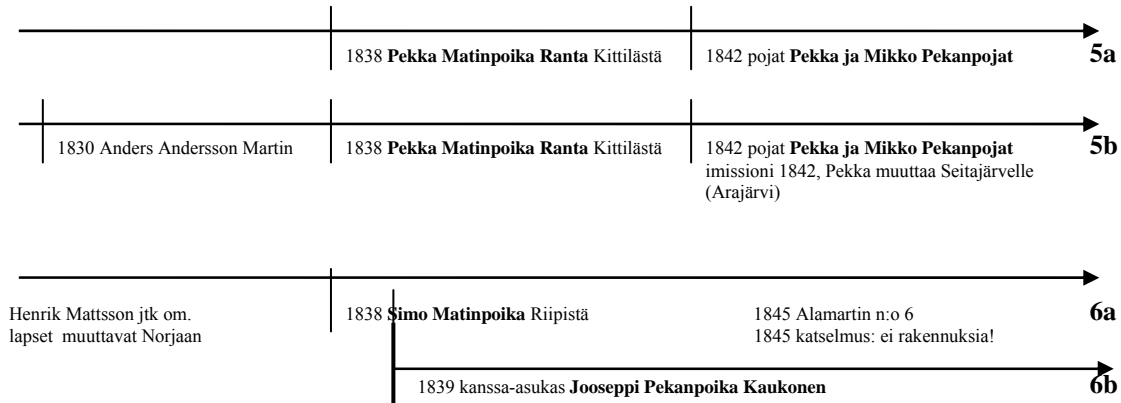 1838 Pekka Matinpoika Ranta Kittilästä
1842 pojat Pekka ja Mikko Pekanpojat
5a
1830 Anders Andersson Martin
1838 Pekka Matinpoika Ranta Kittilästä
1842 pojat Pekka ja Mikko Pekanpojat
imissioni 1842, Pekka muuttaa Seitajärvelle
(Arajärvi)
5b
Henrik Mattsson jtk om.
lapset muuttavat Norjaan
1838 Simo Matinpoika Riipistä
1845 Alamartin n:o 6
1845 katselmus: ei rakennuksia!
6a
1839 kanssa-asukas Jooseppi Pekanpoika Kaukonen
6b